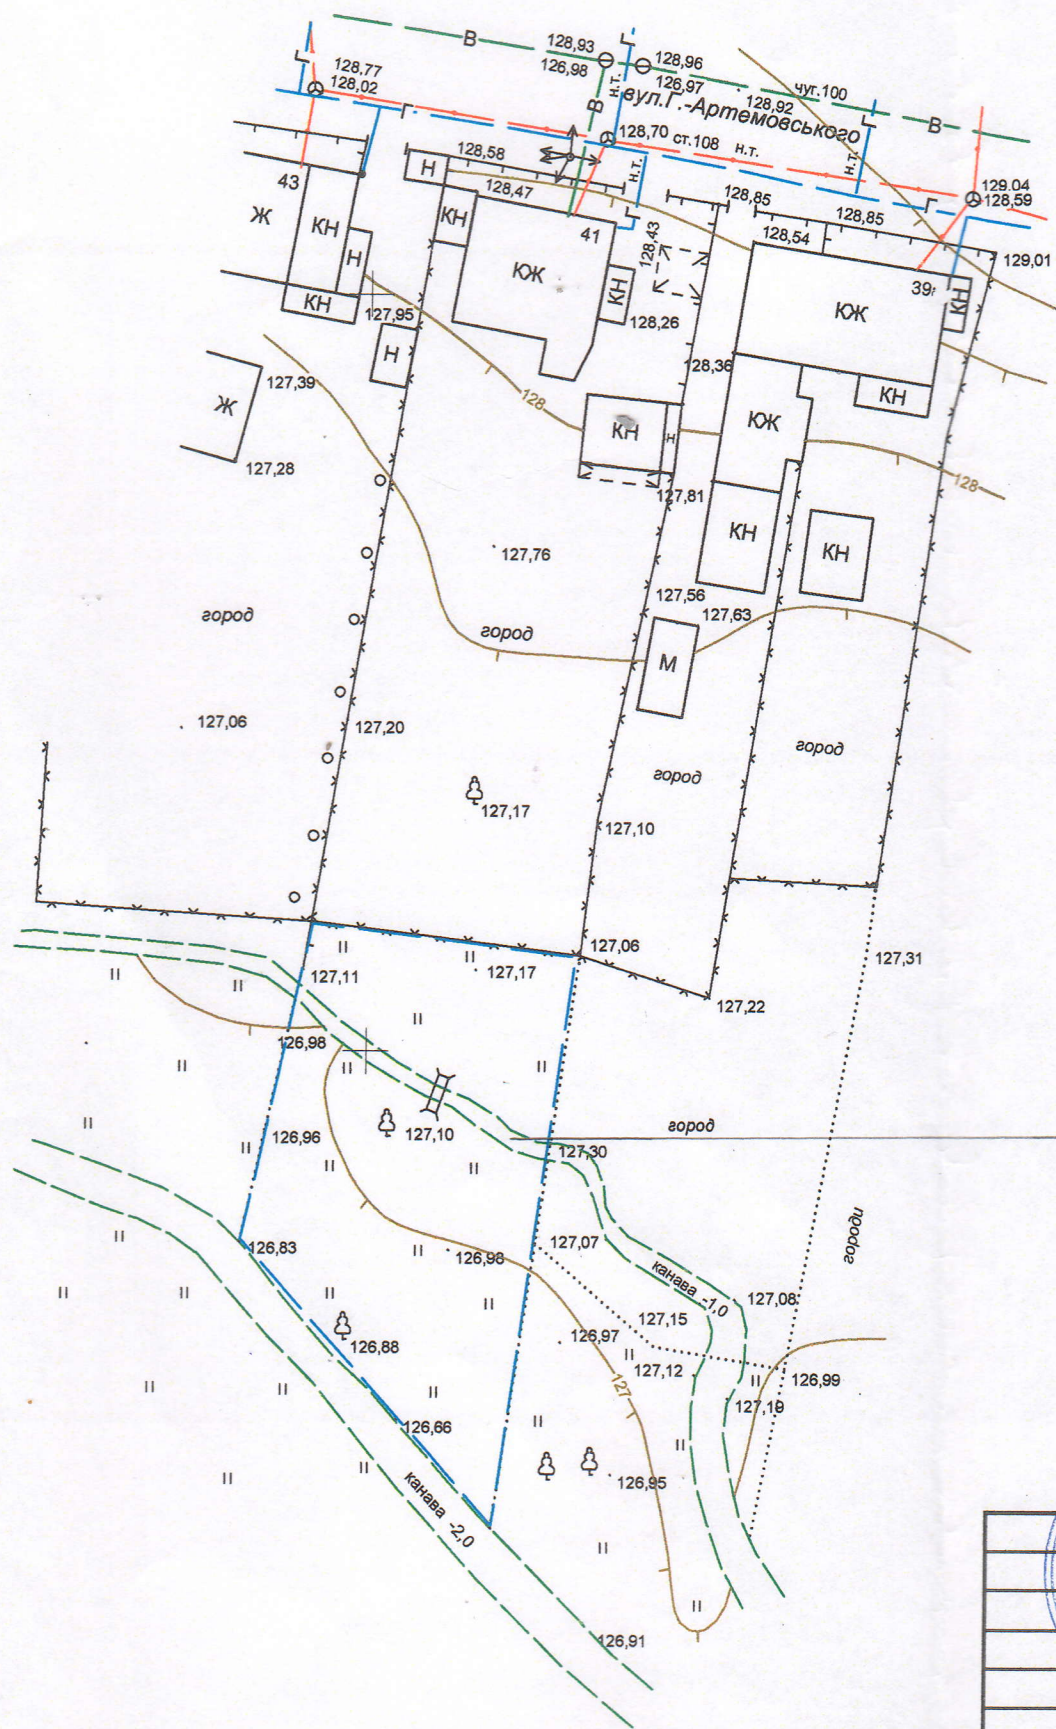 В
128,93
126,98
128,96
126,97
чуг.100
128,92
вул.Г.-Артемовського
В
В
Г
Г
н.т.
Г
н.т.
128,77
128,02
Г
128,70
ст.108
н.т.
н.т.
Г
Г
129.04
128,59
128,58
128,47
128,85
128,85
128,54
129,01
43
41
39
128,43
Ж
КН
Н
КН
Н
КН
КЖ
КН
128,26
КЖ
КН
КН
127,95
Н
127,39
Ж
127,28
128
КН
Н
128,36
КЖ
127,81
128
КН
КН
127,76
127,56
127,63
город
город
М
127,06
127,20
город
город
127,17
127,10
127,06
127,11
127,17
127,22
127,31
126,98
127,10
126,96
город
127,30
126,83
126,98
127,07
городи
канава -1,0
127,08
126,88
126,97
127,15
127,12
126,99
127
127,19
126,66
126,95
канава -2,0
126,91